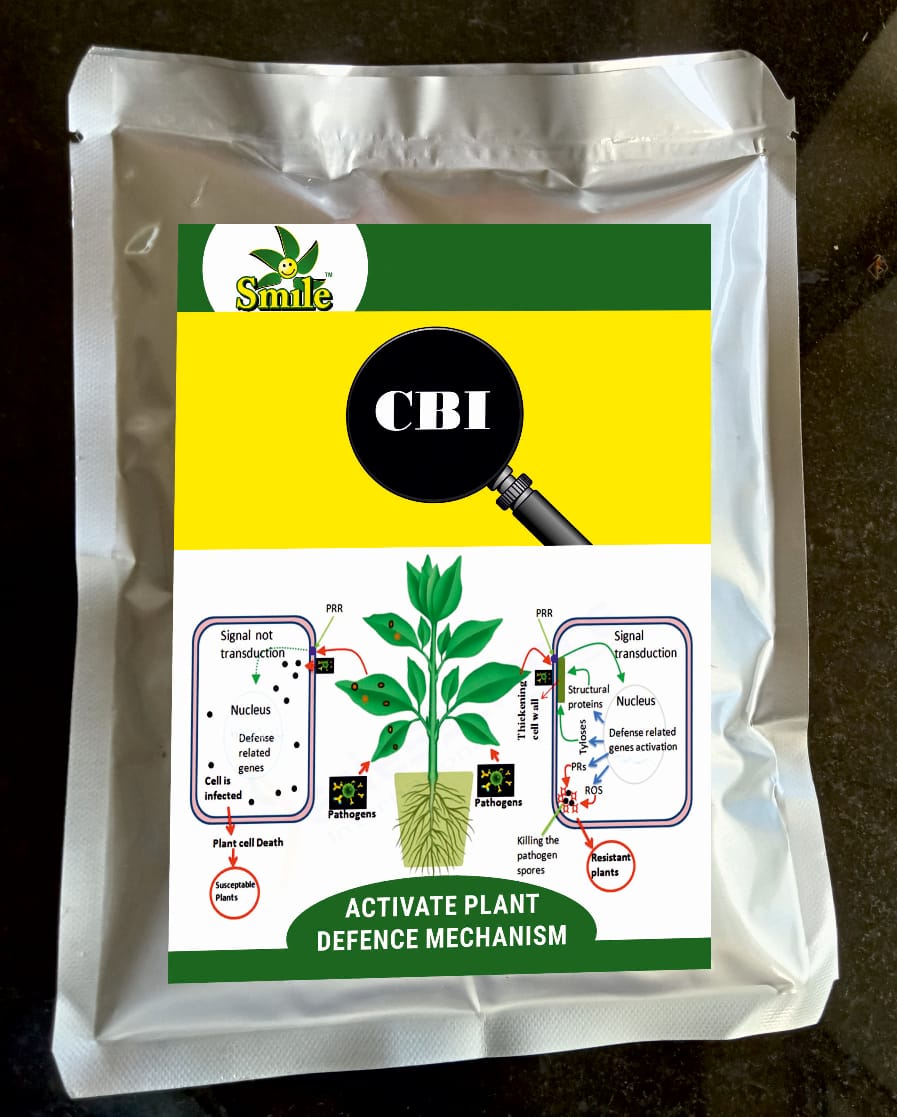 Smile
TM
CBI
PRR
Signal not
transduction
Nucleus
Defense
related
genes
Cell is
infected
Plant cell Death
Susceptable
Plants
Pathogens
Pathogens
PRR
Signal
transduction
Thickening
cell wall
Structural
proteins
Nucleus
Tyloses
Defense related
genes activation
PRs
ROS
Killing the
pathogen
spores
Resistant
plants
ACTIVATE PLANT
DEFENCE MECHANISM